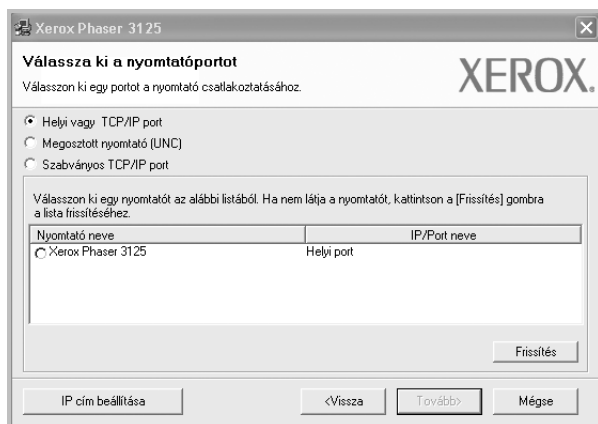 Xerox Phaser 3125
Válassza ki a nyomtatóportot
Válasszon ki egy portot a nyomtató csatlakoztatásához.
XEROX.
Helyi vagy TCP/IP port
Megosztott nyomtató (UNC)
Szabványos TCP/IP port
Válasszon ki egy nyomtatót az alábbi listából. Ha nem látja a nyomtatót, kattintson a [Frissítés] gombra
a lista frissítéséhez.
Nyomtató neve IP/Port neve
Xerox Phaser 3125 Helyi port
Frissítés
IP cím beállítása <Vissza Tovább> Mégse